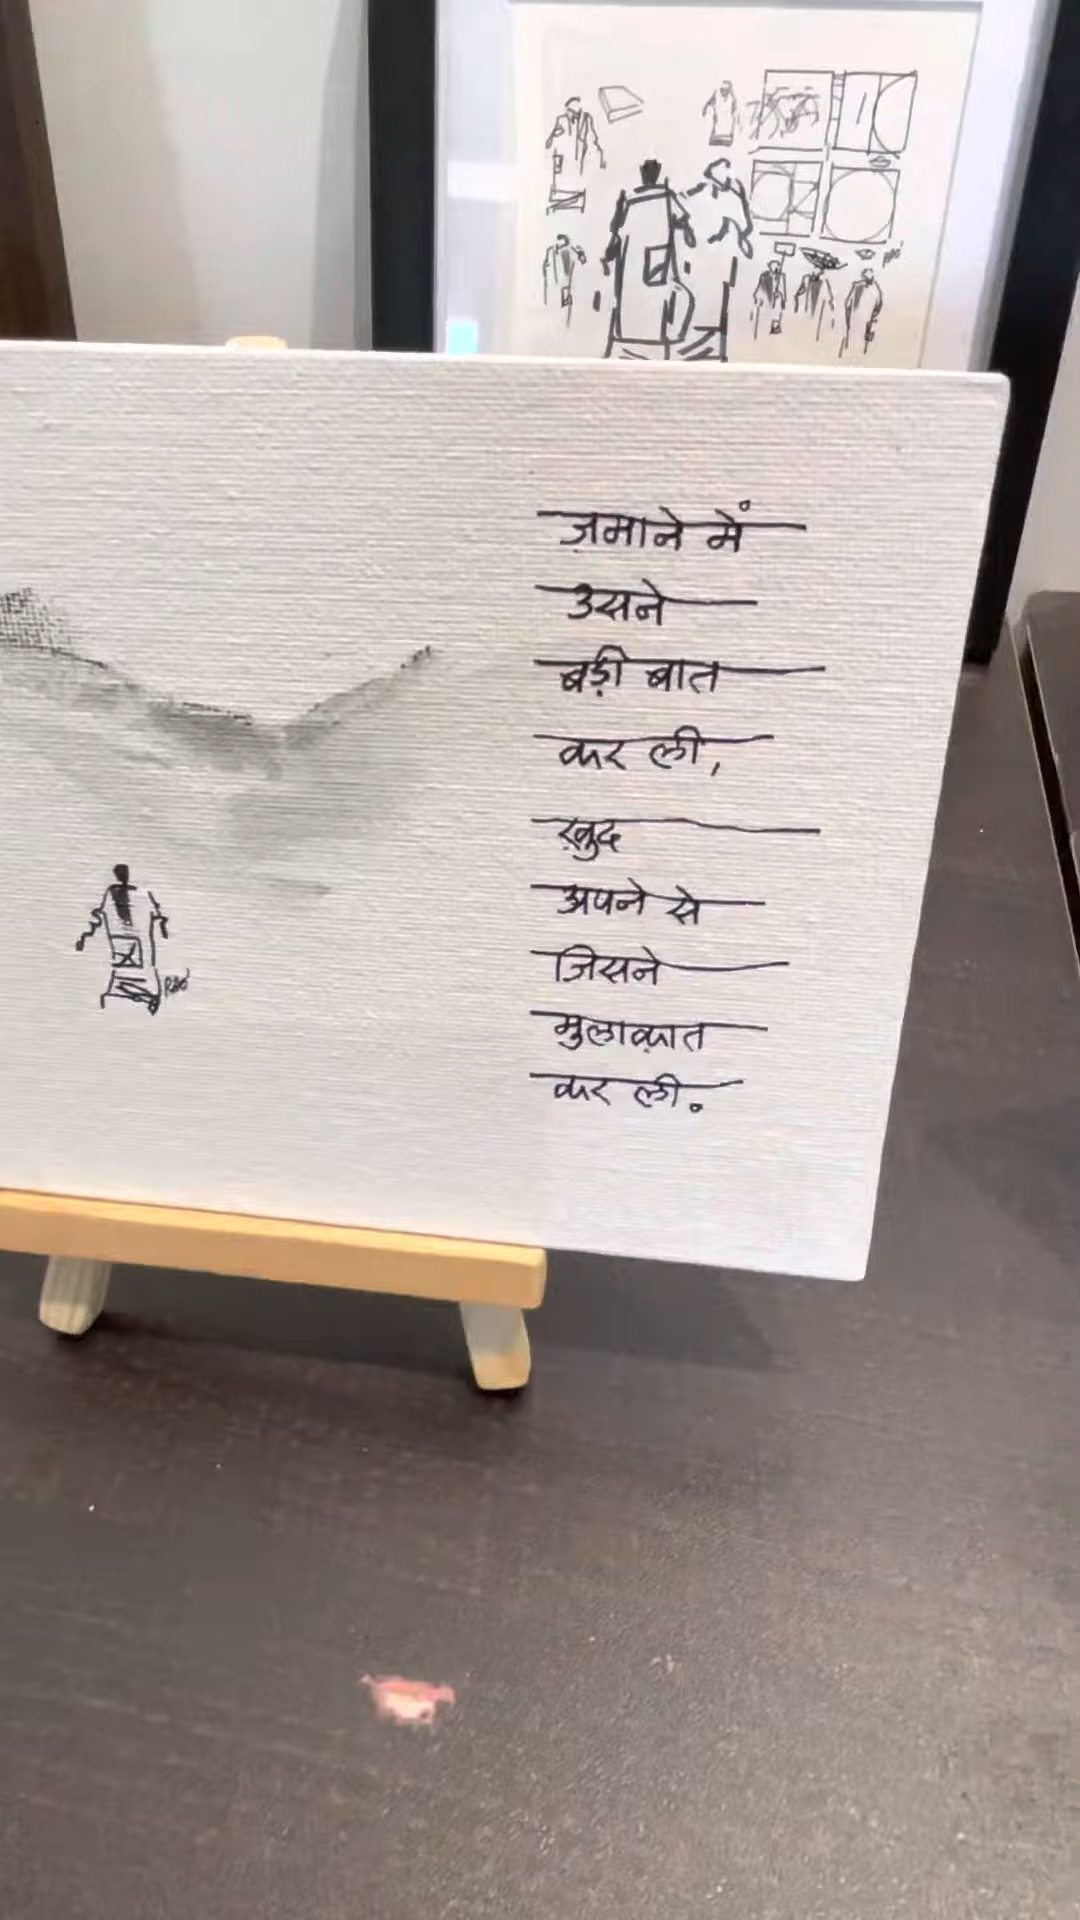 ज़माने में
उसने
बड़ी बात
कर ली,
ख़ुद
अपने से
जिसने
मुलाक़ात
कर ली.